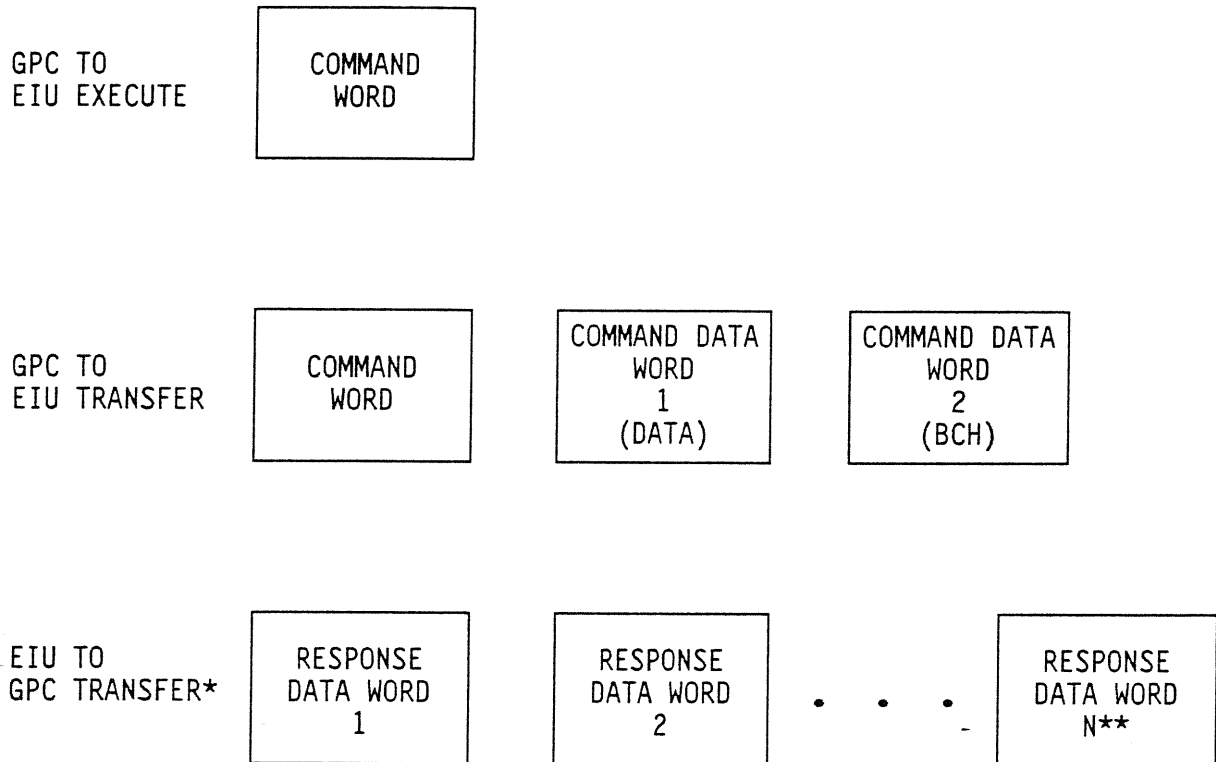 GPC TO
EIU EXECUTE
COMMAND
WORD
GPC TO
EIU TRANSFER
COMMAND
WORD
COMMAND DATA
WORD
1
(DATA)
COMMAND DATA
WORD
2
(BCH)
EIU TO
GPC TRANSFER*
RESPONSE
DATA WORD
1
RESPONSE
DATA WORD
2
. . .
RESPONSE
DATA WORD
N**